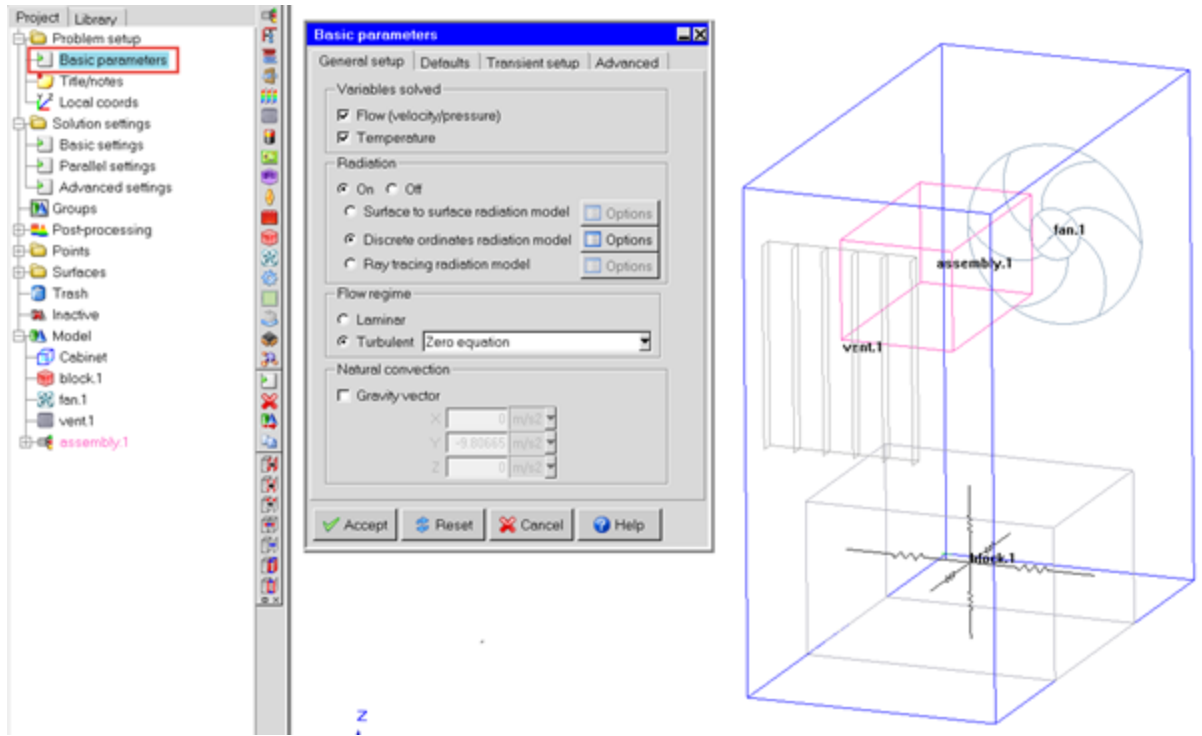 Project Library
Problem setup
Basic parameters
Title/notes
Local coords
Solution settings
Basic settings
Parallel settings
Advanced settings
Groups
Post-processing
Points
Surfaces
Trash
Inactive
Model
Cabinet
block.1
fan.1
vent.1
assembly.1
Basic parameters
General setup Defaults Transient setup Advanced
Variables solved
Flow (velocity/pressure)
Temperature
Radiation
On Off
Surface to surface radiation model Options
Discrete ordinates radiation model Options
Ray tracing radiation model Options
Flow regime
Laminar
Turbulent Zero equation
Natural convection
Gravity vector
X 0 m/s2
Y -9.80665 m/s2
Z 0 m/s2
Accept Reset Cancel Help
fan.1
assembly.1
vent.1
block.1
Z